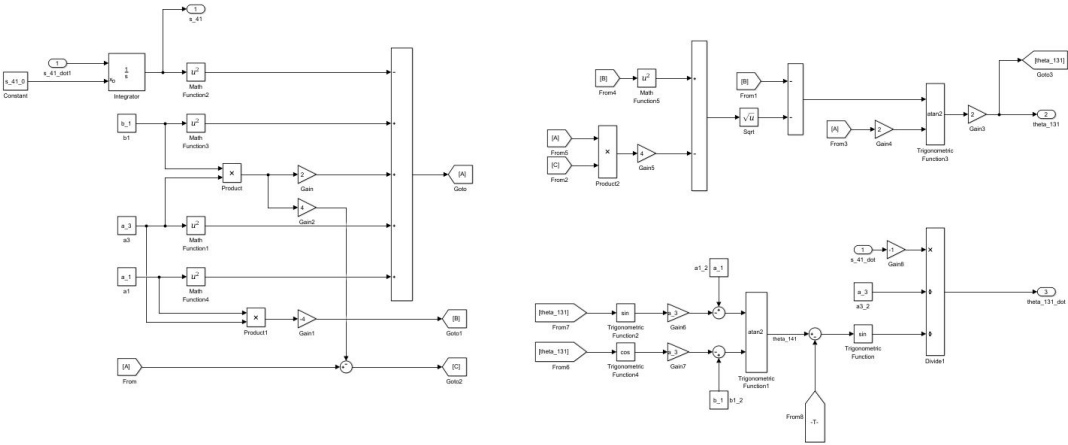 1
s_41
1
s_41_dot1
s_41_0
Constant
1
s
x0
Integrator
u²
Math
Function2
b_1
b1
u²
Math
Function3
×
Product
2
Gain
4
Gain2
[A]
Goto
a_3
a3
u²
Math
Function1
a_1
a1
u²
Math
Function4
×
Product1
-4
Gain1
[B]
Goto1
[A]
From
[C]
Goto2
[B]
From4
u²
Math
Function5
[A]
From5
[C]
From2
×
Product2
4
Gain5
√u
Sqrt
[B]
From1
[A]
From3
2
Gain4
atan2
Trigonometric
Function3
2
Gain3
[theta_131]
Goto3
2
theta_131
[theta_131]
From7
sin
Trigonometric
Function2
a_3
Gain6
a1_2
a_1
[theta_131]
From6
cos
Trigonometric
Function4
a_3
Gain7
b_1
b1_2
atan2
Trigonometric
Function1
theta_141
-T-
From8
sin
Trigonometric
Function
1
s_41_dot
-1
Gain8
a_3
a3_2
×
÷
÷
Divide1
3
theta_131_dot